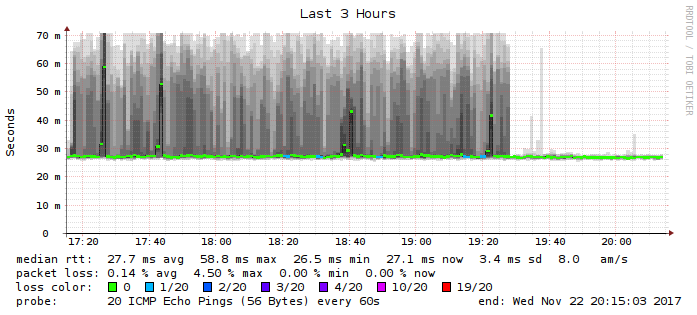 Last 3 Hours
RRDTOOL / TOBI OETIKER
Seconds
70 m
60 m
50 m
40 m
30 m
20 m
10 m
0
17:20 17:40 18:00 18:20 18:40 19:00 19:20 19:40 20:00
median rtt: 27.7 ms avg 58.8 ms max 26.5 ms min 27.1 ms now 3.4 ms sd 8.0 am/s
packet loss: 0.14 % avg 4.50 % max 0.00 % min 0.00 % now
loss color: 0 1/20 2/20 3/20 4/20 10/20 19/20
probe: 20 ICMP Echo Pings (56 Bytes) every 60s end: Wed Nov 22 20:15:03 2017